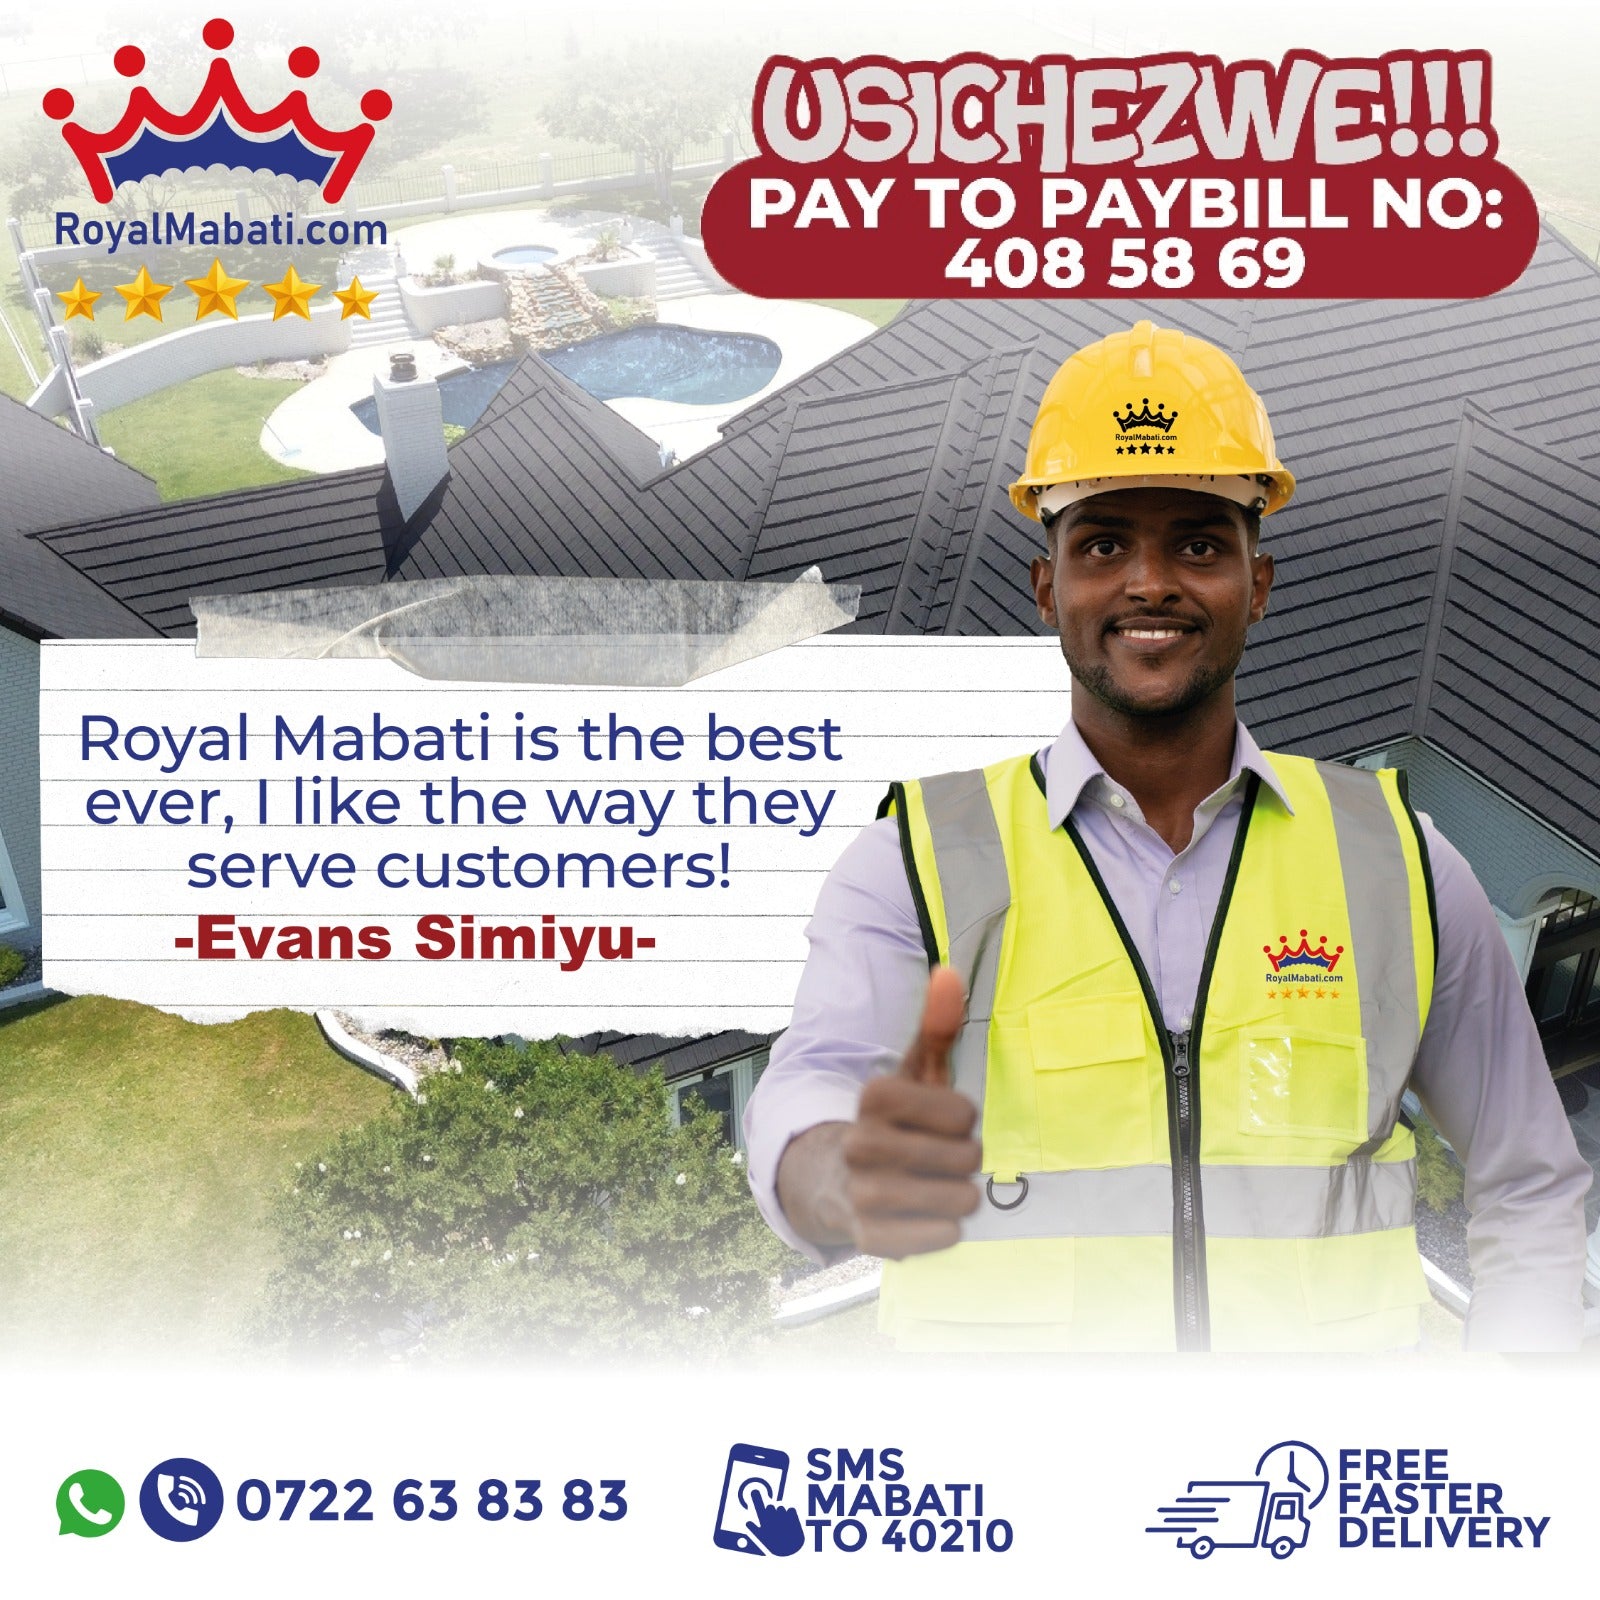 RoyalMabati.com
USICHEZWE!!!
PAY TO PAYBILL NO:
408 58 69
RoyalMabati.com
Royal Mabati is the best
ever, I like the way they
serve customers!
-Evans Simiyu-
RoyalMabati.com
0722 63 83 83
SMS
MABATI
TO 40210
FREE
FASTER
DELIVERY